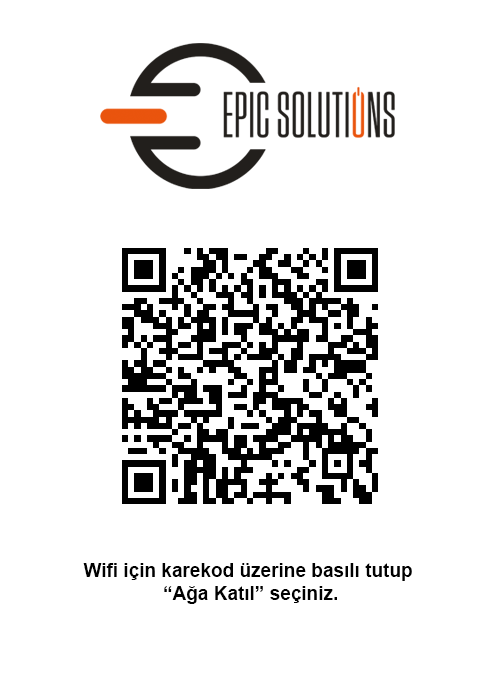 EPIC SOLUTIONS
Wifi için karekod üzerine basılı tutup
“Ağa Katıl” seçiniz.